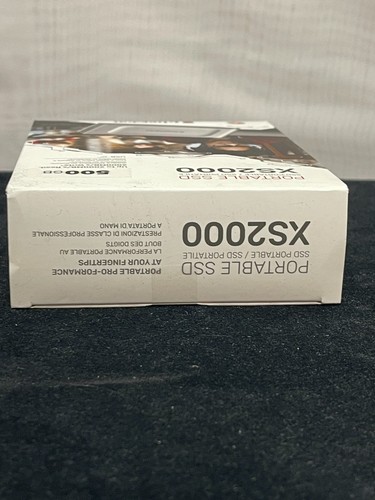 PORTABLE SSD
SSD PORTABLE / SSD PORTATILE
XS2000
PORTABLE PRO-FORMANCE
AT YOUR FINGERTIPS
LA PERFORMANCE PORTABLE AU
BOUT DES DOIGTS
PRESTAZIONI DI CLASSE PROFESSIONALE
A PORTATA DI MANO
PORTABLE SSD
XS2000
500GB